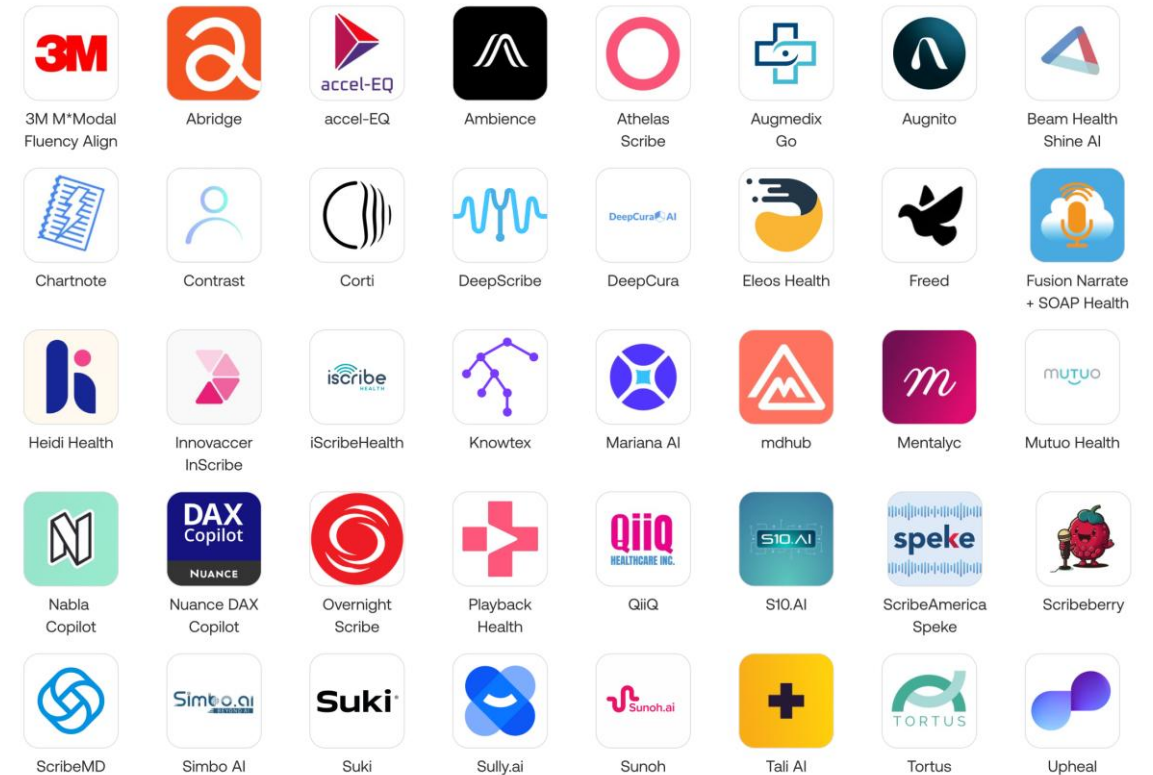 3M
accel-EQ
3M M*Modal
Fluency Align
Abridge
accel-EQ
Ambience
Athelas
Scribe
Augmedix
Go
Augnito
Beam Health
Shine AI
DeepCura AI
Chartnote
Contrast
Corti
DeepScribe
DeepCura
Eleos Health
Freed
Fusion Narrate
+ SOAP Health
iscribe
HEALTH
m
MUTUO
Heidi Health
Innovaccer
InScribe
iScribeHealth
Knowtex
Mariana AI
mdhub
Mentalyc
Mutuo Health
N
DAX
Copilot
NUANCE
QiiQ
HEALTHCARE INC.
S10.AI
speke
Nabla
Copilot
Nuance DAX
Copilot
Overnight
Scribe
Playback
Health
QiiQ
S10.AI
ScribeAmerica
Speke
Scribeberry
Simbo.ai
BEYOND AI
Suki
Sunoh.ai
TORTUS
ScribeMD
Simbo AI
Suki
Sully.ai
Sunoh
Tali AI
Tortus
Upheal